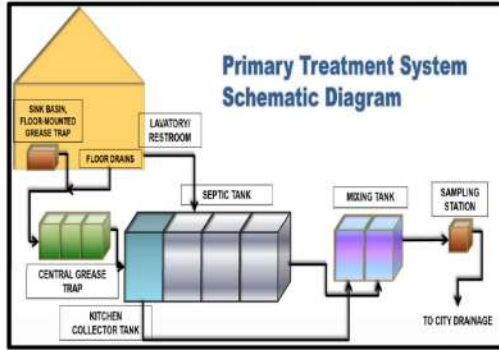 Primary Treatment System
Schematic Diagram
SINK BASIN,
FLOOR-MOUNTED
GREASE TRAP
LAVATORY/
RESTROOM
FLOOR DRAINS
SEPTIC TANK
MIXING TANK
SAMPLING
STATION
CENTRAL GREASE
TRAP
KITCHEN
COLLECTOR TANK
TO CITY DRAINAGE